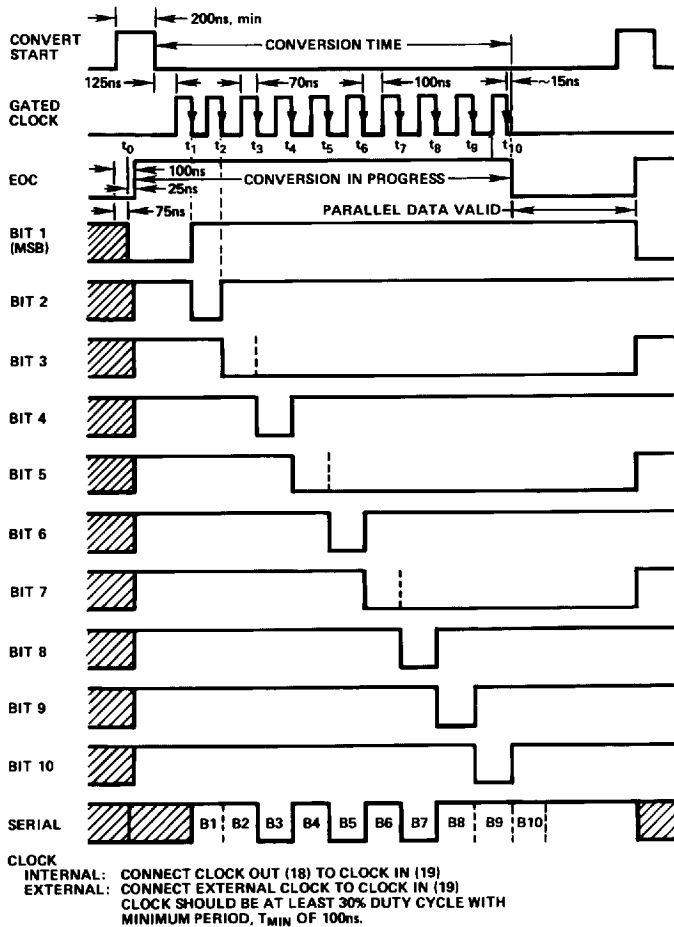 200ns, min
CONVERT START
CONVERSION TIME
125ns
70ns
100ns
~15ns
GATED CLOCK
t0 t1 t2 t3 t4 t5 t6 t7 t8 t9 t10
EOC
100ns
25ns
CONVERSION IN PROGRESS
75ns
PARALLEL DATA VALID
BIT 1 (MSB)
BIT 2
BIT 3
BIT 4
BIT 5
BIT 6
BIT 7
BIT 8
BIT 9
BIT 10
SERIAL
B1 B2 B3 B4 B5 B6 B7 B8 B9 B10
CLOCK
INTERNAL: CONNECT CLOCK OUT (18) TO CLOCK IN (19)
EXTERNAL: CONNECT EXTERNAL CLOCK TO CLOCK IN (19)
CLOCK SHOULD BE AT LEAST 30% DUTY CYCLE WITH
MINIMUM PERIOD, TMIN OF 100ns.